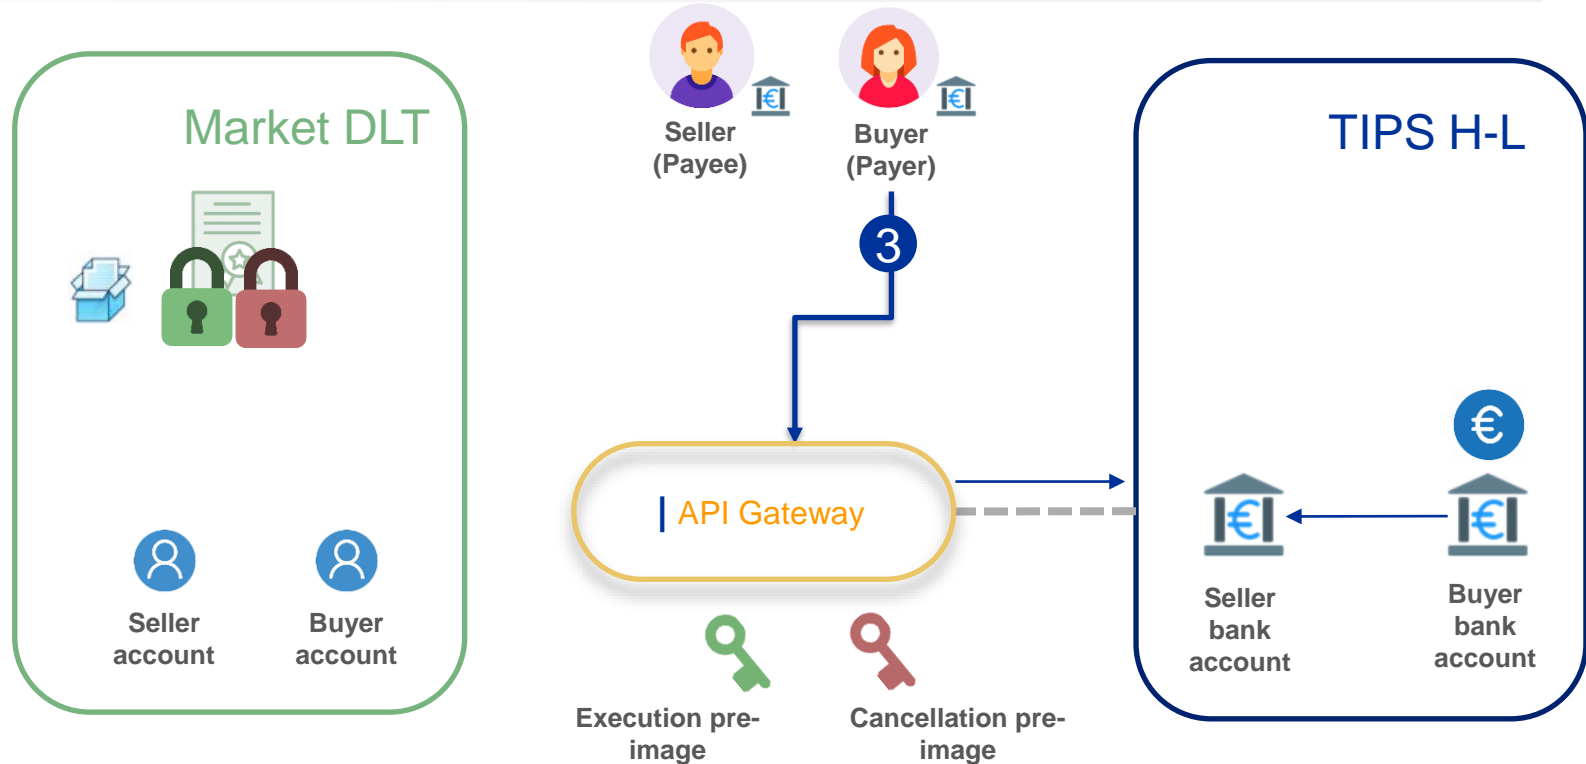 Market DLT
Seller
(Payee)
Buyer
(Payer)
TIPS H-L
3
€
API Gateway
Seller
account
Buyer
account
Seller
bank
account
Buyer
bank
account
Execution pre-
image
Cancellation pre-
image